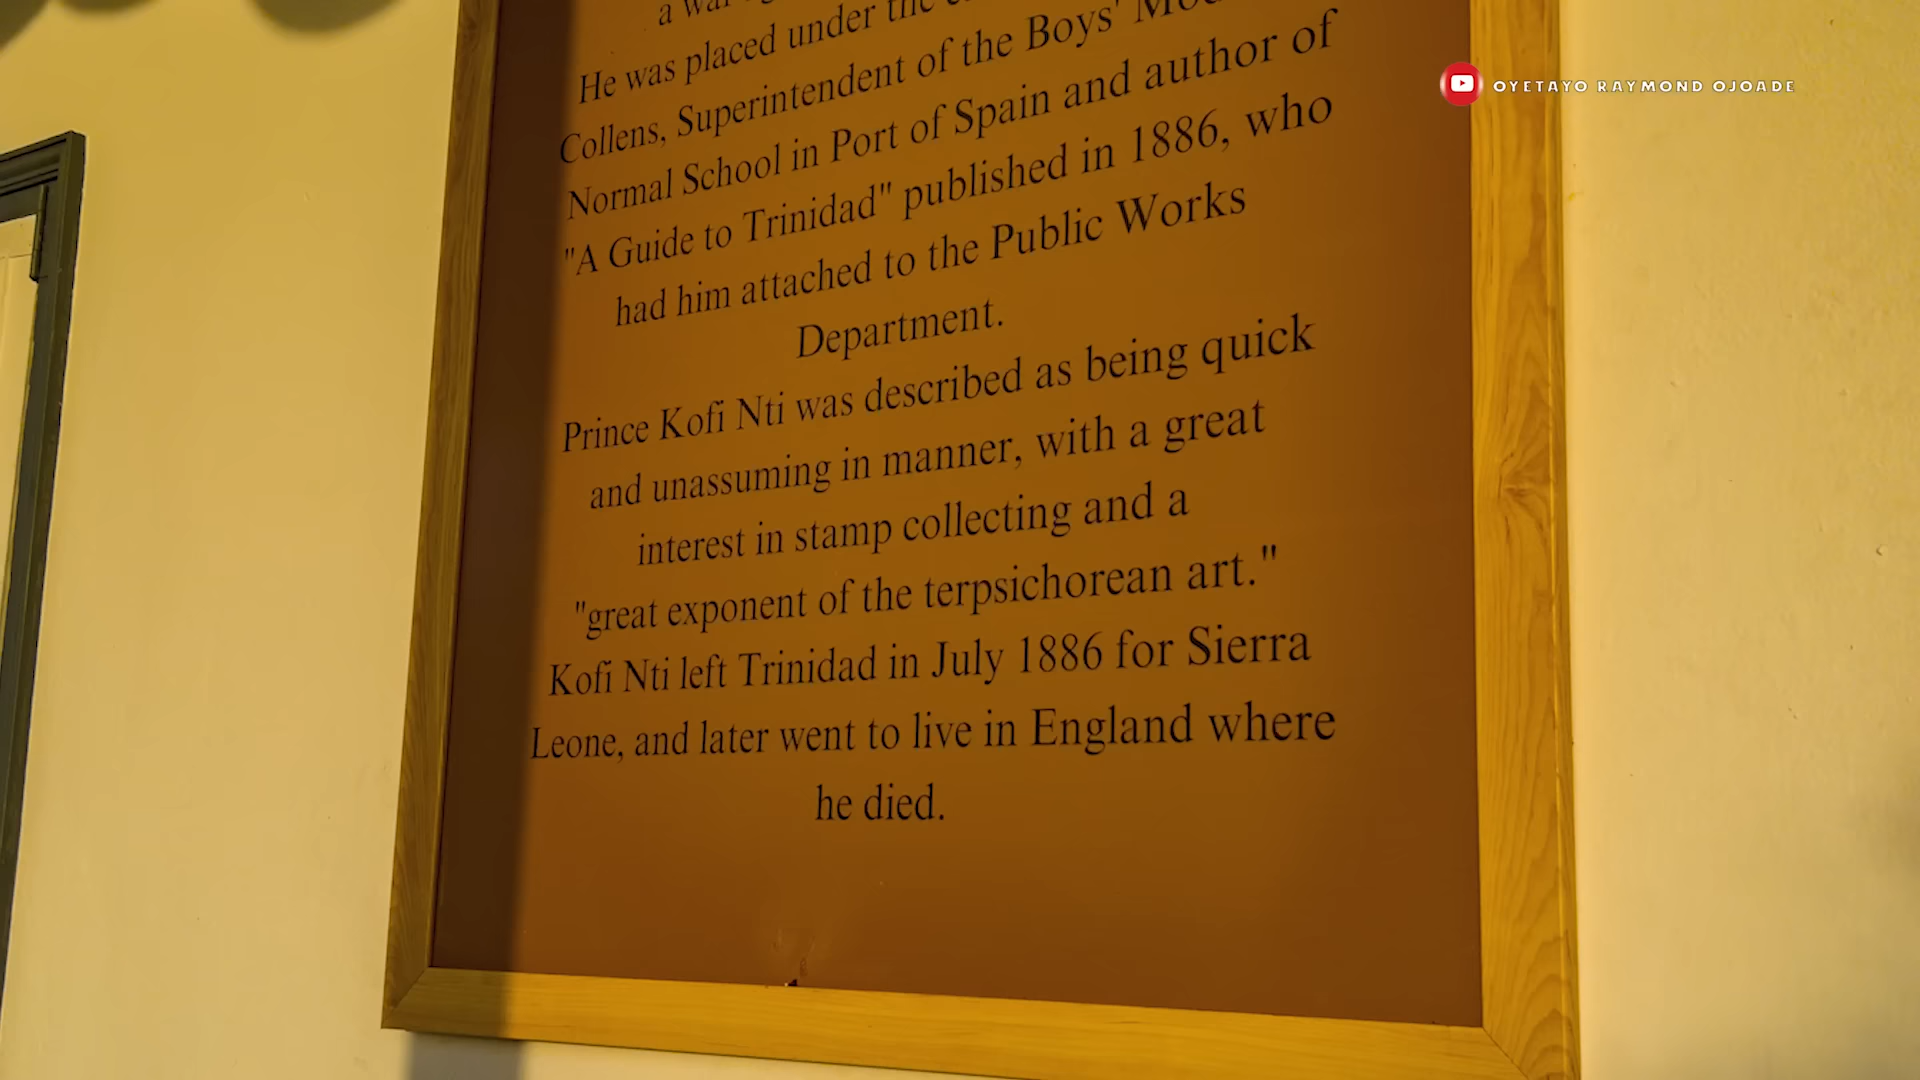 a
He was placed under the
Collens, Superintendent of the Boys'
Normal School in Port of Spain and author of
"A Guide to Trinidad" published in 1886, who
had him attached to the Public Works
Department.
Prince Kofi Nti was described as being quick
and unassuming in manner, with a great
interest in stamp collecting and a
"great exponent of the terpsichorean art."
Kofi Nti left Trinidad in July 1886 for Sierra
Leone, and later went to live in England where
he died.
OYETAYO RAYMOND OJOADE